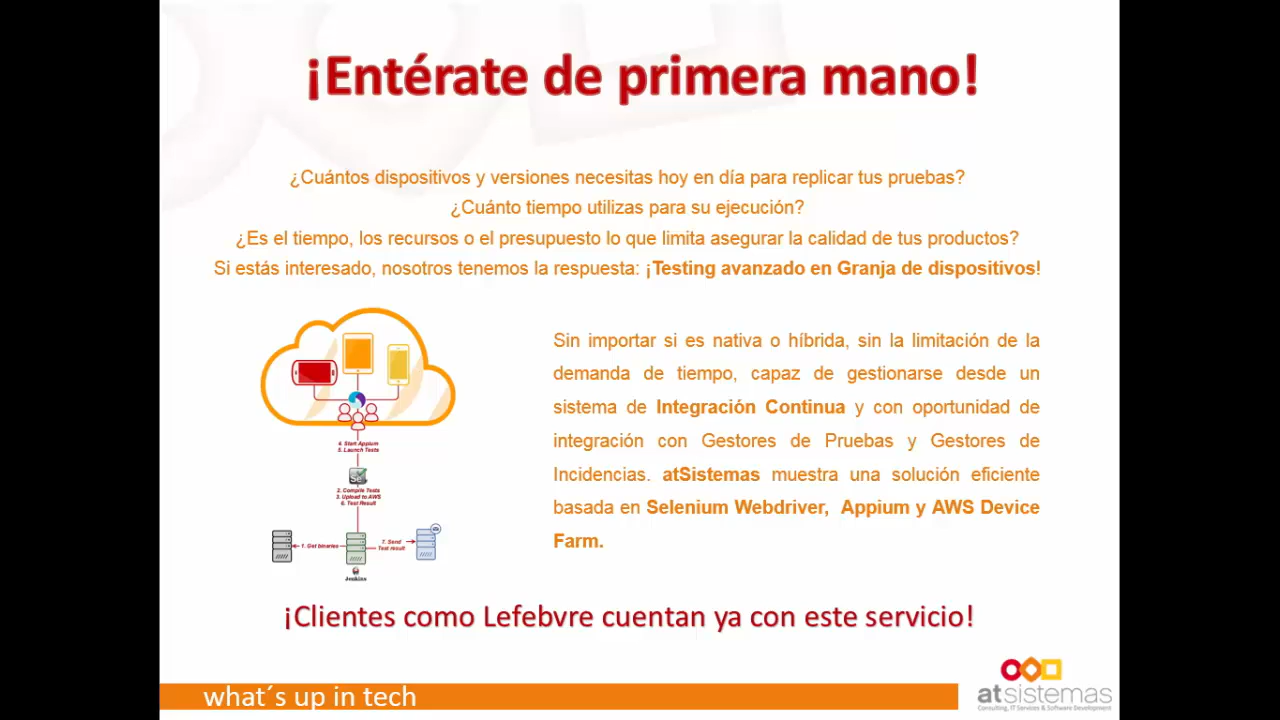 ¡Entérate de primera mano!
¿Cuántos dispositivos y versiones necesitas hoy en día para replicar tus pruebas?
¿Cuánto tiempo utilizas para su ejecución?
¿Es el tiempo, los recursos o el presupuesto lo que limita asegurar la calidad de tus productos?
Si estás interesado, nosotros tenemos la respuesta: ¡Testing avanzado en Granja de dispositivos!
4. Start Appium
5. Launch Tests
Se
2. Compile Tests
3. Upload to AWS
6. Test Result
1. Get binaries
7. Send
Test result
Jenkins
Sin importar si es nativa o híbrida, sin la limitación de la
demanda de tiempo, capaz de gestionarse desde un
sistema de Integración Continua y con oportunidad de
integración con Gestores de Pruebas y Gestores de
Incidencias. atSistemas muestra una solución eficiente
basada en Selenium Webdriver, Appium y AWS Device
Farm.
¡Clientes como Lefebvre cuentan ya con este servicio!
what´s up in tech
atsistemas
Consulting, IT Services & Software Development